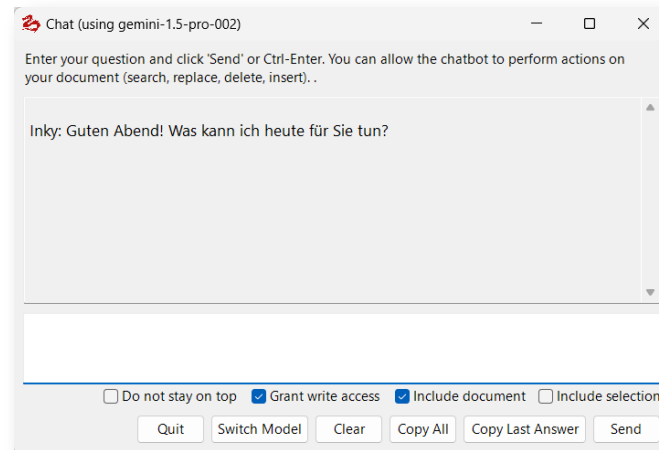 Chat (using gemini-1.5-pro-002)
Enter your question and click 'Send' or Ctrl-Enter. You can allow the chatbot to perform actions on
your document (search, replace, delete, insert). .
Inky: Guten Abend! Was kann ich heute für Sie tun?
Do not stay on top Grant write access Include document Include selection
Quit Switch Model Clear Copy All Copy Last Answer Send